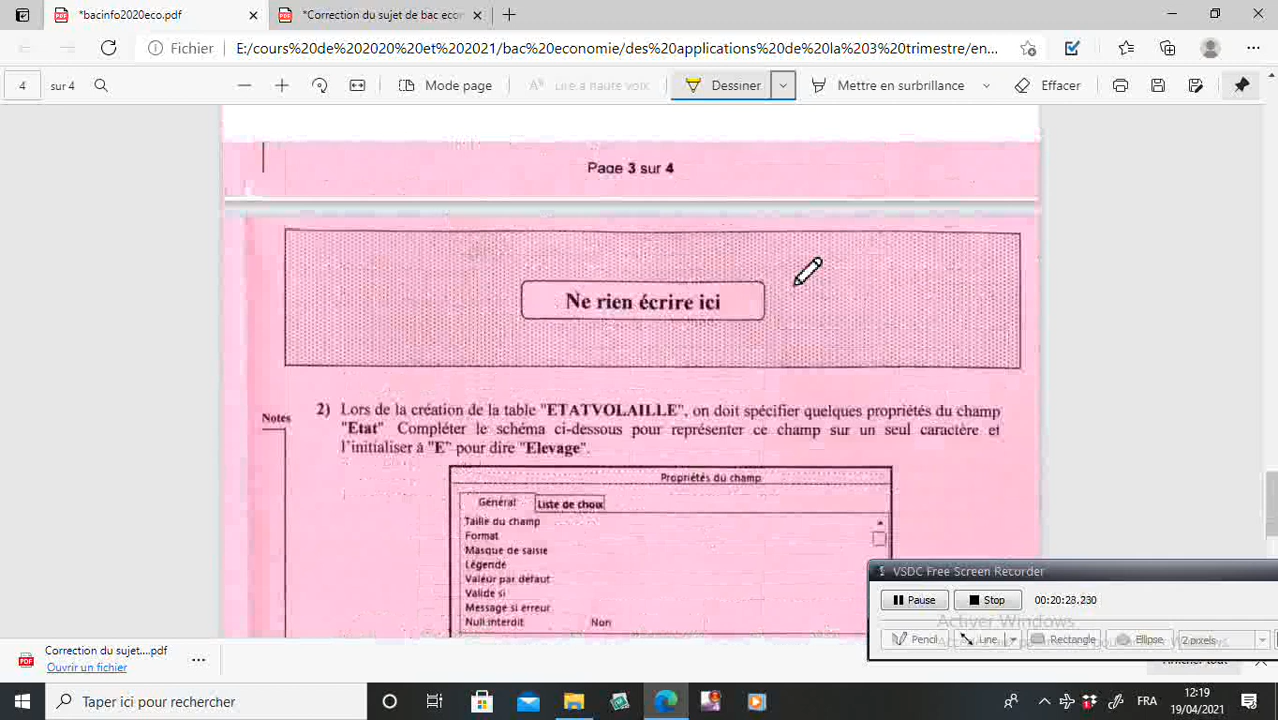 *bacinfo2020eco.pdf
*Correction du sujet de bac econ
Fichier
E:/cours%20de%202020%20et%202021/bac%20economie/des%20applications%20de%20la%203%20trimestre/en...
4
sur 4
Mode page
Lire à haute voix
Dessiner
Mettre en surbrillance
Effacer
Page 3 sur 4
Ne rien écrire ici
Notes
2) Lors de la création de la table "ETATVOLAILLE", on doit spécifier quelques propriétés du champ
"Etat" Compléter le schéma ci-dessous pour représenter ce champ sur un seul caractère et
l'initialiser à "E" pour dire "Elevage".
Propriétés du champ
Général
Liste de choix
Taille du champ
Format
Masque de saisie
Légende
Valeur par défaut
Valide si
Message si erreur
Null interdit Non
VSDC Free Screen Recorder
Pause
Stop
00:20:28.230
Activer Windows
Pencil
Line
Rectangle
Ellipse
2 pixels
Afficher tout
Correction du sujet....pdf
Ouvrir un fichier
Taper ici pour rechercher
FRA
12:19
19/04/2021